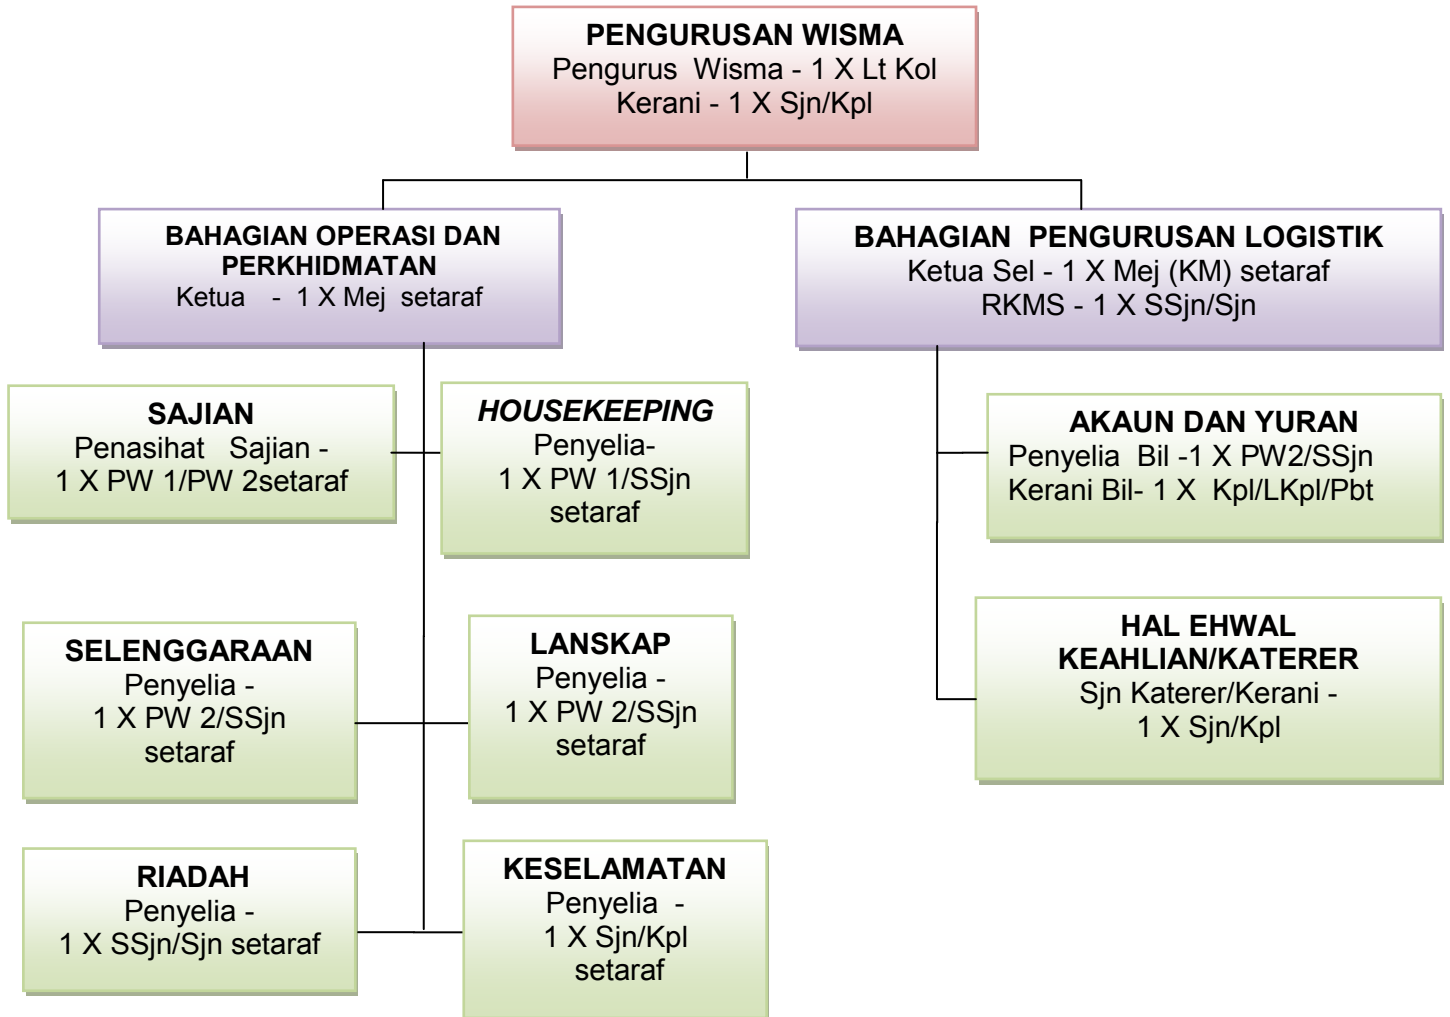 PENGURUSAN WISMA
Pengurus Wisma - 1 X Lt Kol
Kerani - 1 X Sjn/Kpl
BAHAGIAN OPERASI DAN
PERKHIDMATAN
Ketua - 1 X Mej setaraf
BAHAGIAN PENGURUSAN LOGISTIK
Ketua Sel - 1 X Mej (KM) setaraf
RKMS - 1 X SSjn/Sjn
SAJIAN
Penasihat Sajian -
1 X PW 1/PW 2setaraf
HOUSEKEEPING
Penyelia-
1 X PW 1/SSjn
setaraf
AKAUN DAN YURAN
Penyelia Bil -1 X PW2/SSjn
Kerani Bil- 1 X Kpl/LKpl/Pbt
SELENGGARAAN
Penyelia -
1 X PW 2/SSjn
setaraf
LANSKAP
Penyelia -
1 X PW 2/SSjn
setaraf
HAL EHWAL
KEAHLIAN/KATERER
Sjn Katerer/Kerani -
1 X Sjn/Kpl
RIADAH
Penyelia -
1 X SSjn/Sjn setaraf
KESELAMATAN
Penyelia -
1 X Sjn/Kpl
setaraf